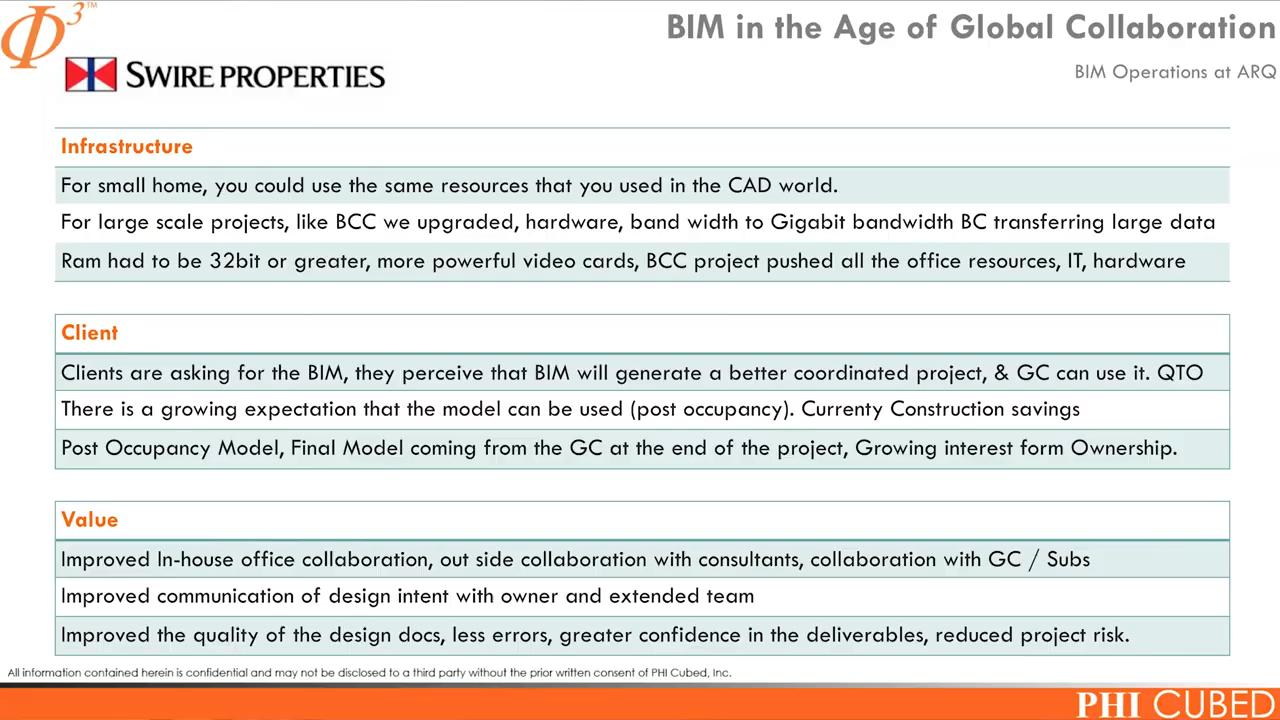 Φ3™
BIM in the Age of Global Collaboration
BIM Operations at ARQ
SWIRE PROPERTIES
Infrastructure
For small home, you could use the same resources that you used in the CAD world.
For large scale projects, like BCC we upgraded, hardware, band width to Gigabit bandwidth BC transferring large data
Ram had to be 32bit or greater, more powerful video cards, BCC project pushed all the office resources, IT, hardware
Client
Clients are asking for the BIM, they perceive that BIM will generate a better coordinated project, & GC can use it. QTO
There is a growing expectation that the model can be used (post occupancy). Currenty Construction savings
Post Occupancy Model, Final Model coming from the GC at the end of the project, Growing interest form Ownership.
Value
Improved In-house office collaboration, out side collaboration with consultants, collaboration with GC / Subs
Improved communication of design intent with owner and extended team
Improved the quality of the design docs, less errors, greater confidence in the deliverables, reduced project risk.
All information contained herein is confidential and may not be disclosed to a third party without the prior written consent of PHI Cubed, Inc.
PHI CUBED